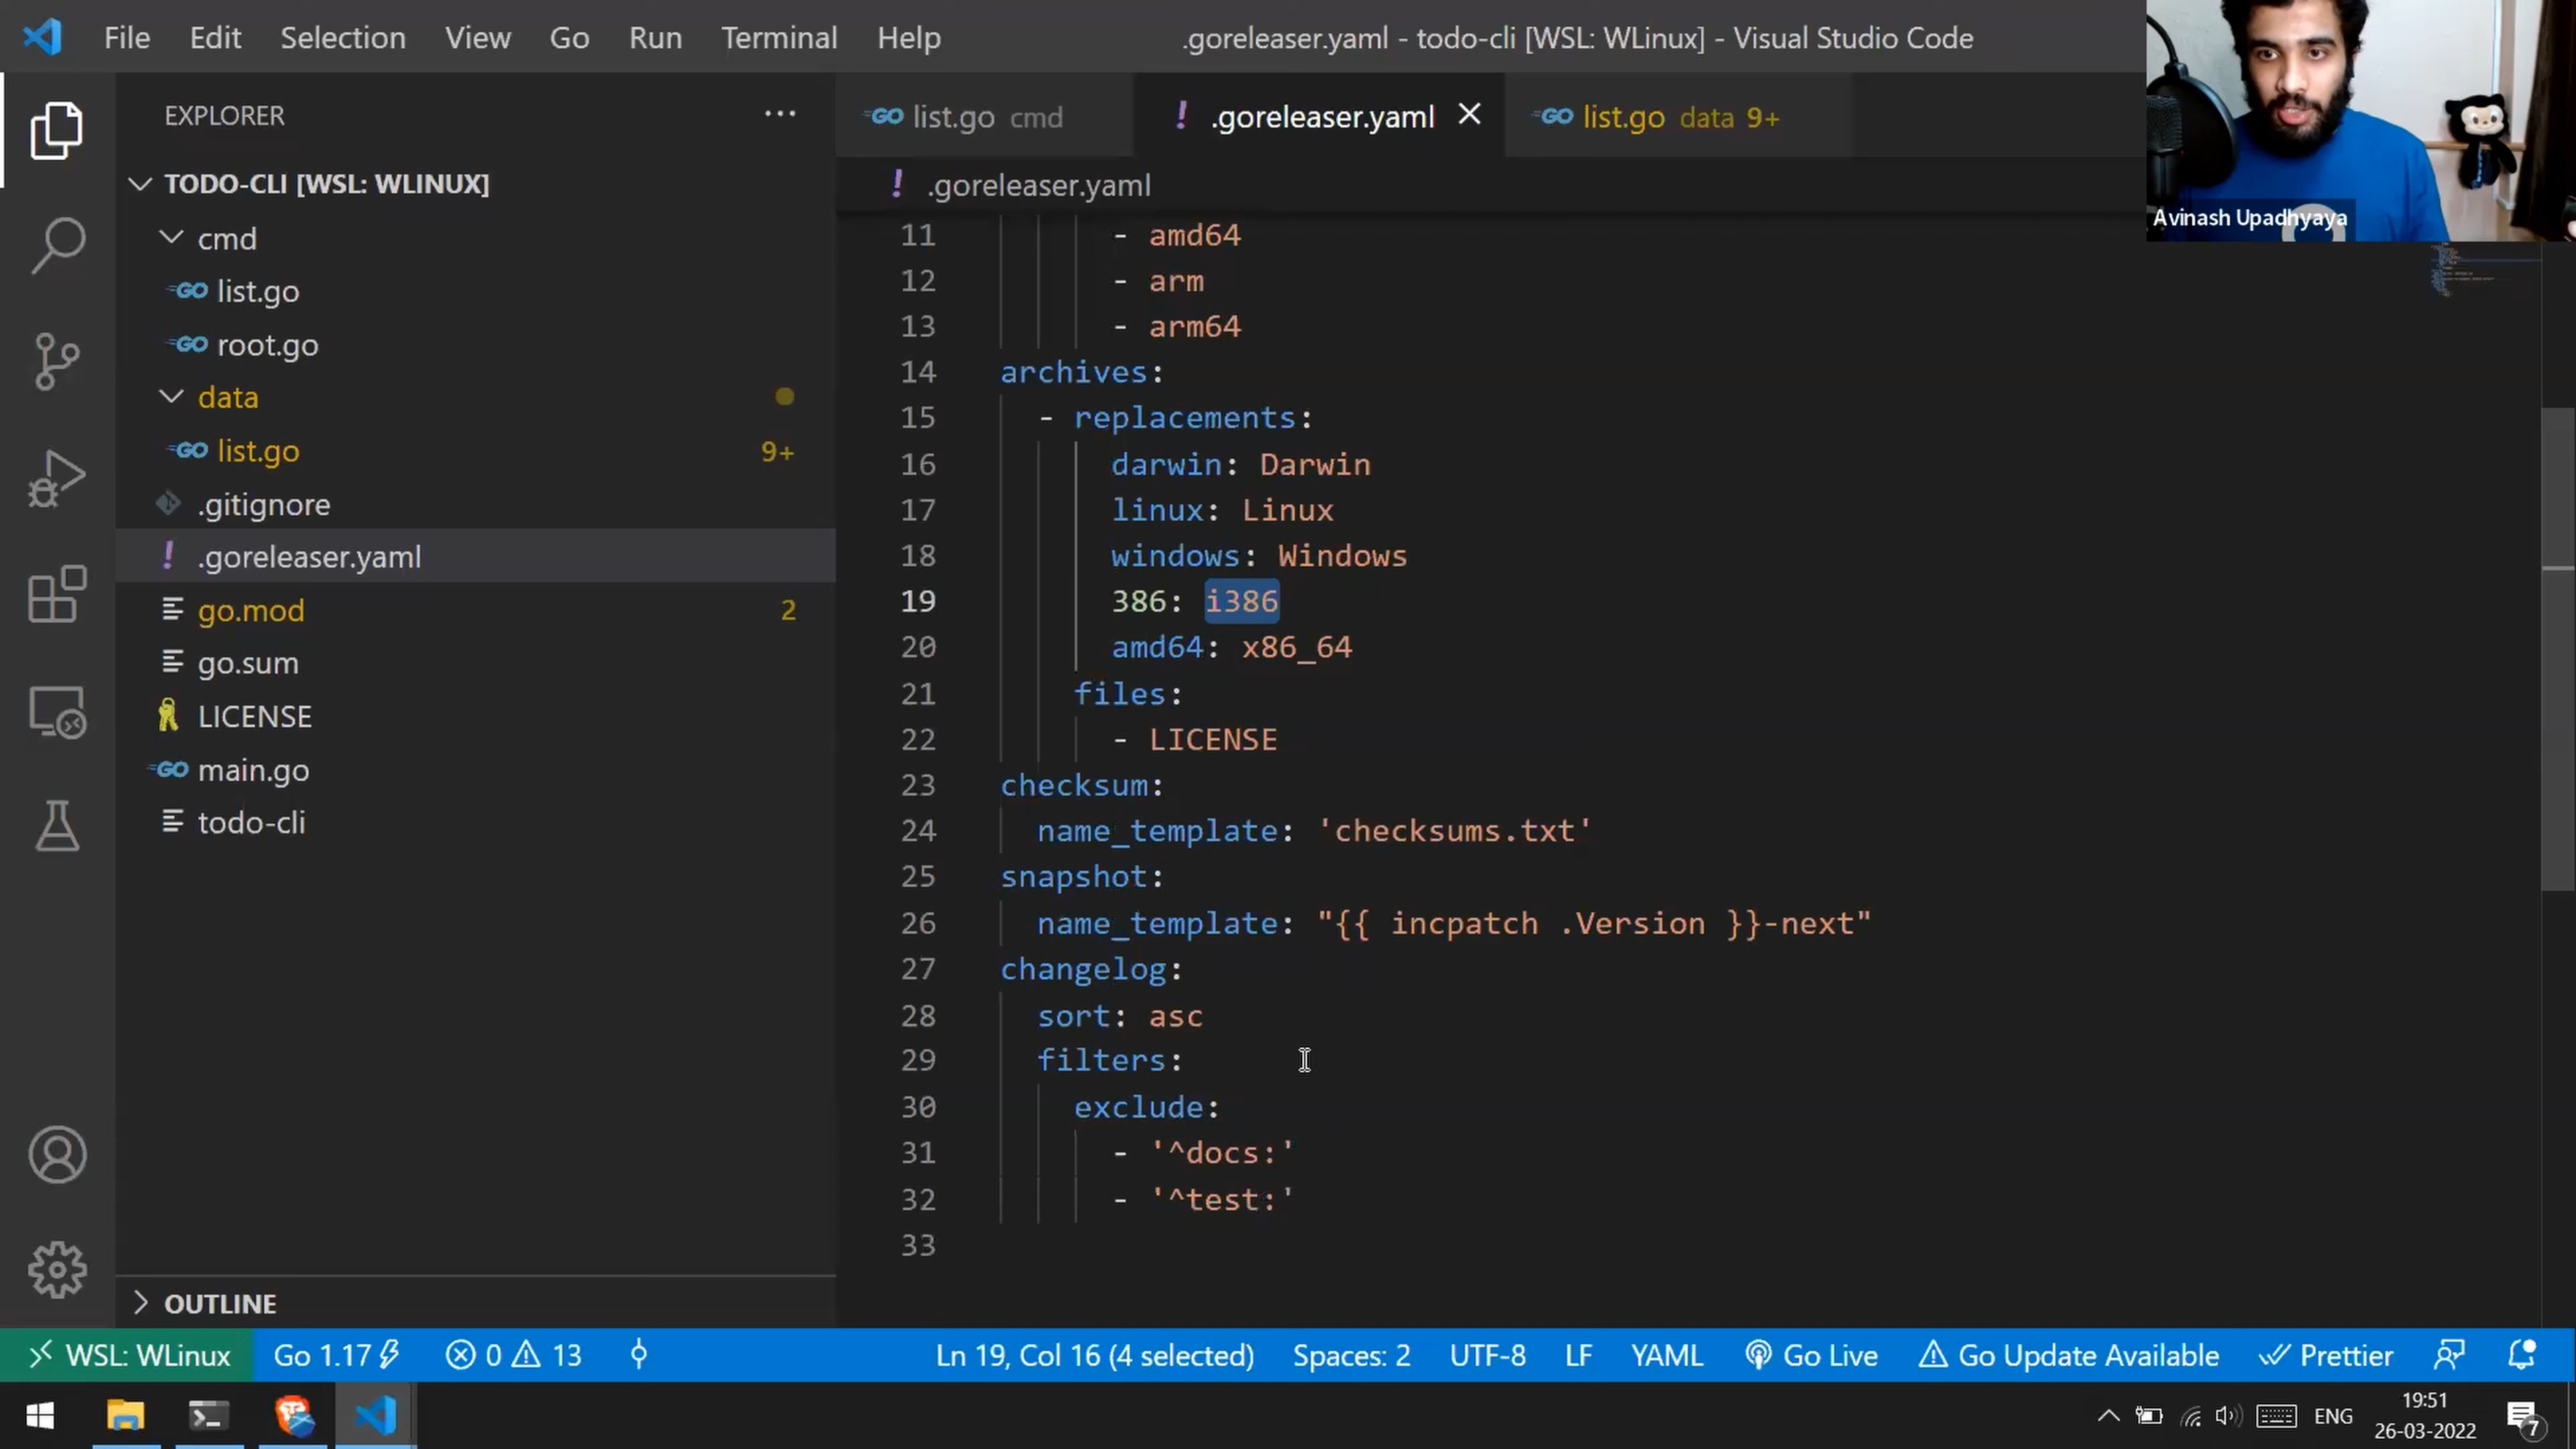 File Edit Selection View Go Run Terminal Help
.goreleaser.yaml - todo-cli [WSL: WLinux] - Visual Studio Code
Avinash Upadhyaya
EXPLORER
TODO-CLI [WSL: WLINUX]
cmd
GO list.go
GO root.go
data
GO list.go 9+
.gitignore
! .goreleaser.yaml
go.mod 2
go.sum
LICENSE
GO main.go
todo-cli
OUTLINE
GO list.go cmd
! .goreleaser.yaml
GO list.go data 9+
! .goreleaser.yaml
11 - amd64
12 - arm
13 - arm64
14 archives:
15 - replacements:
16 darwin: Darwin
17 linux: Linux
18 windows: Windows
19 386: i386
20 amd64: x86_64
21 files:
22 - LICENSE
23 checksum:
24 name_template: 'checksums.txt'
25 snapshot:
26 name_template: "{{ incpatch .Version }}-next"
27 changelog:
28 sort: asc
29 filters:
30 exclude:
31 - '^docs:'
32 - '^test:'
33
WSL: WLinux Go 1.17 0 13 Ln 19, Col 16 (4 selected) Spaces: 2 UTF-8 LF YAML Go Live Go Update Available Prettier
ENG
19:51
26-03-2022
7